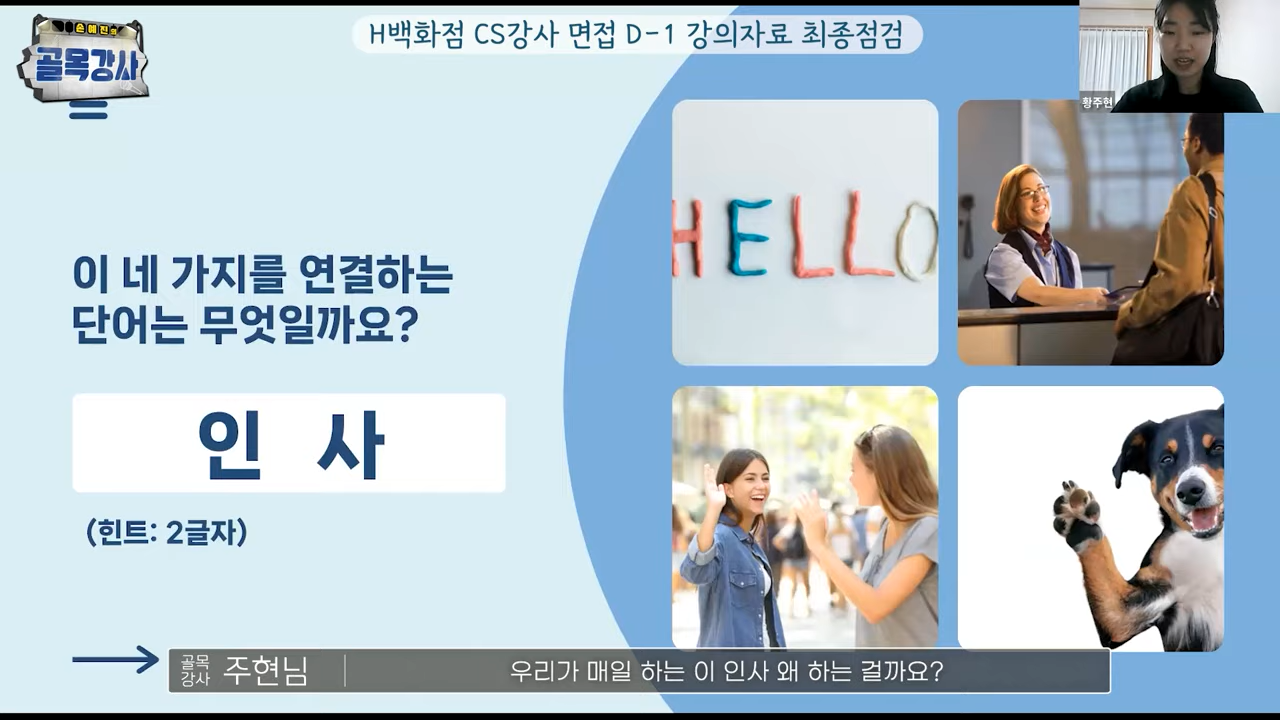 손예진의
골목강사
H백화점 CS강사 면접 D-1 강의자료 최종점검
황주현
HELLO
이 네 가지를 연결하는
단어는 무엇일까요?
인 사
(힌트: 2글자)
골목
강사
주현님
우리가 매일 하는 이 인사 왜 하는 걸까요?